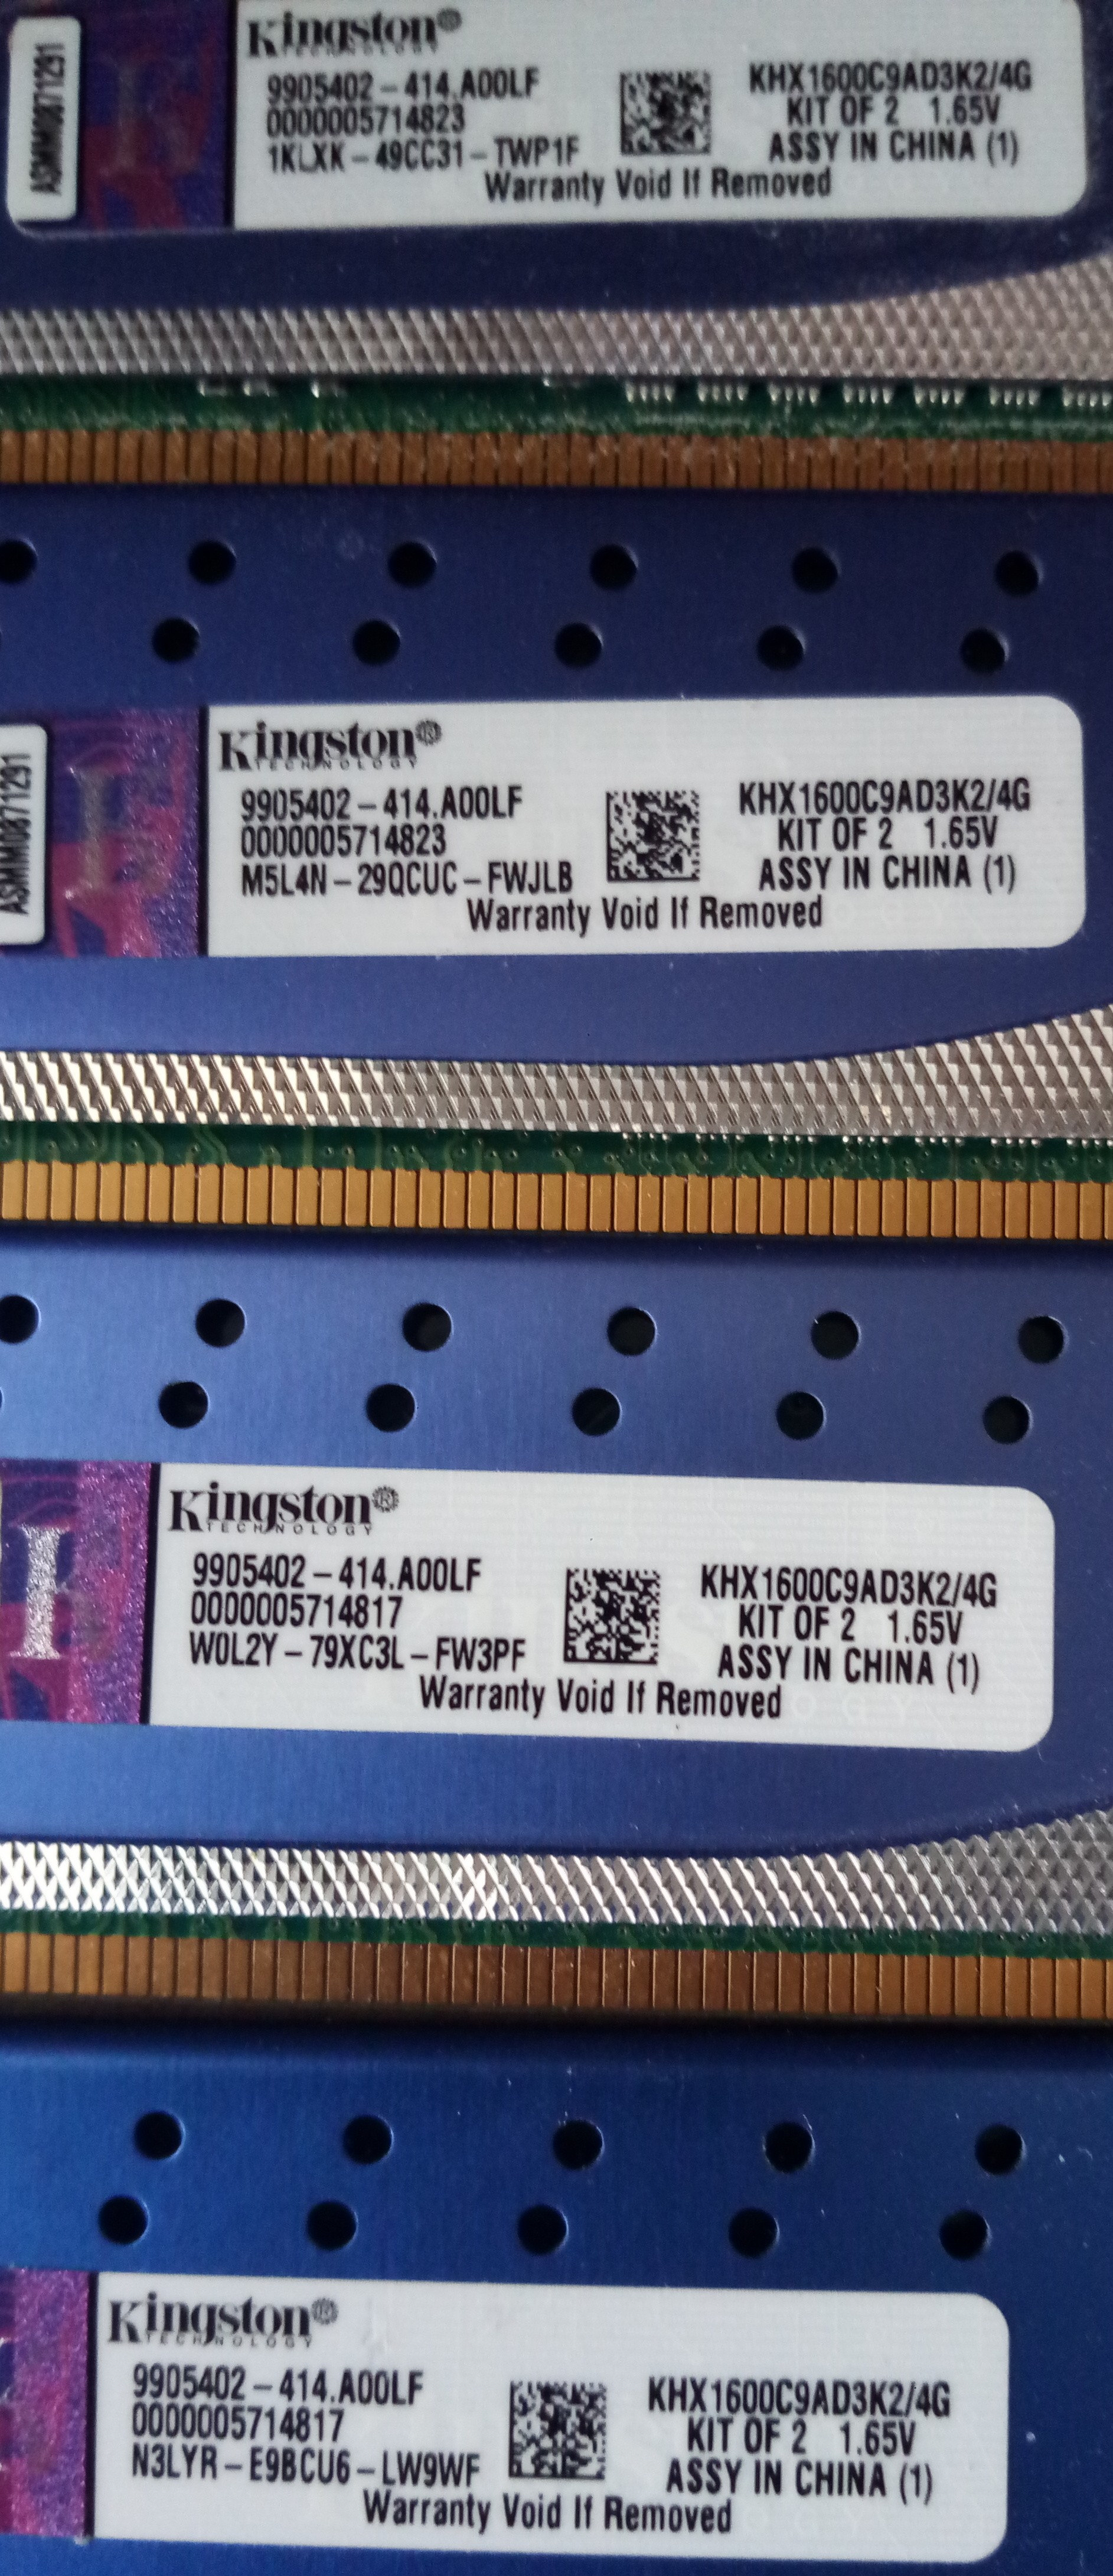 ASMM0871291
Kingston®
TECHNOLOGY
9905402-414.A00LF
0000005714823
1KLXK-49CC31-TWP1F
KHX1600C9AD3K2/4G
KIT OF 2 1.65V
ASSY IN CHINA (1)
Warranty Void If Removed
ASMM0871291
Kingston®
TECHNOLOGY
9905402-414.A00LF
0000005714823
M5L4N-29QCUC-FWJLB
KHX1600C9AD3K2/4G
KIT OF 2 1.65V
ASSY IN CHINA (1)
Warranty Void If Removed
Kingston®
TECHNOLOGY
9905402-414.A00LF
0000005714817
W0L2Y-79XC3L-FW3PF
KHX1600C9AD3K2/4G
KIT OF 2 1.65V
ASSY IN CHINA (1)
Warranty Void If Removed
Kingston®
TECHNOLOGY
9905402-414.A00LF
0000005714817
N3LYR-E9BCU6-LW9WF
KHX1600C9AD3K2/4G
KIT OF 2 1.65V
ASSY IN CHINA (1)
Warranty Void If Removed